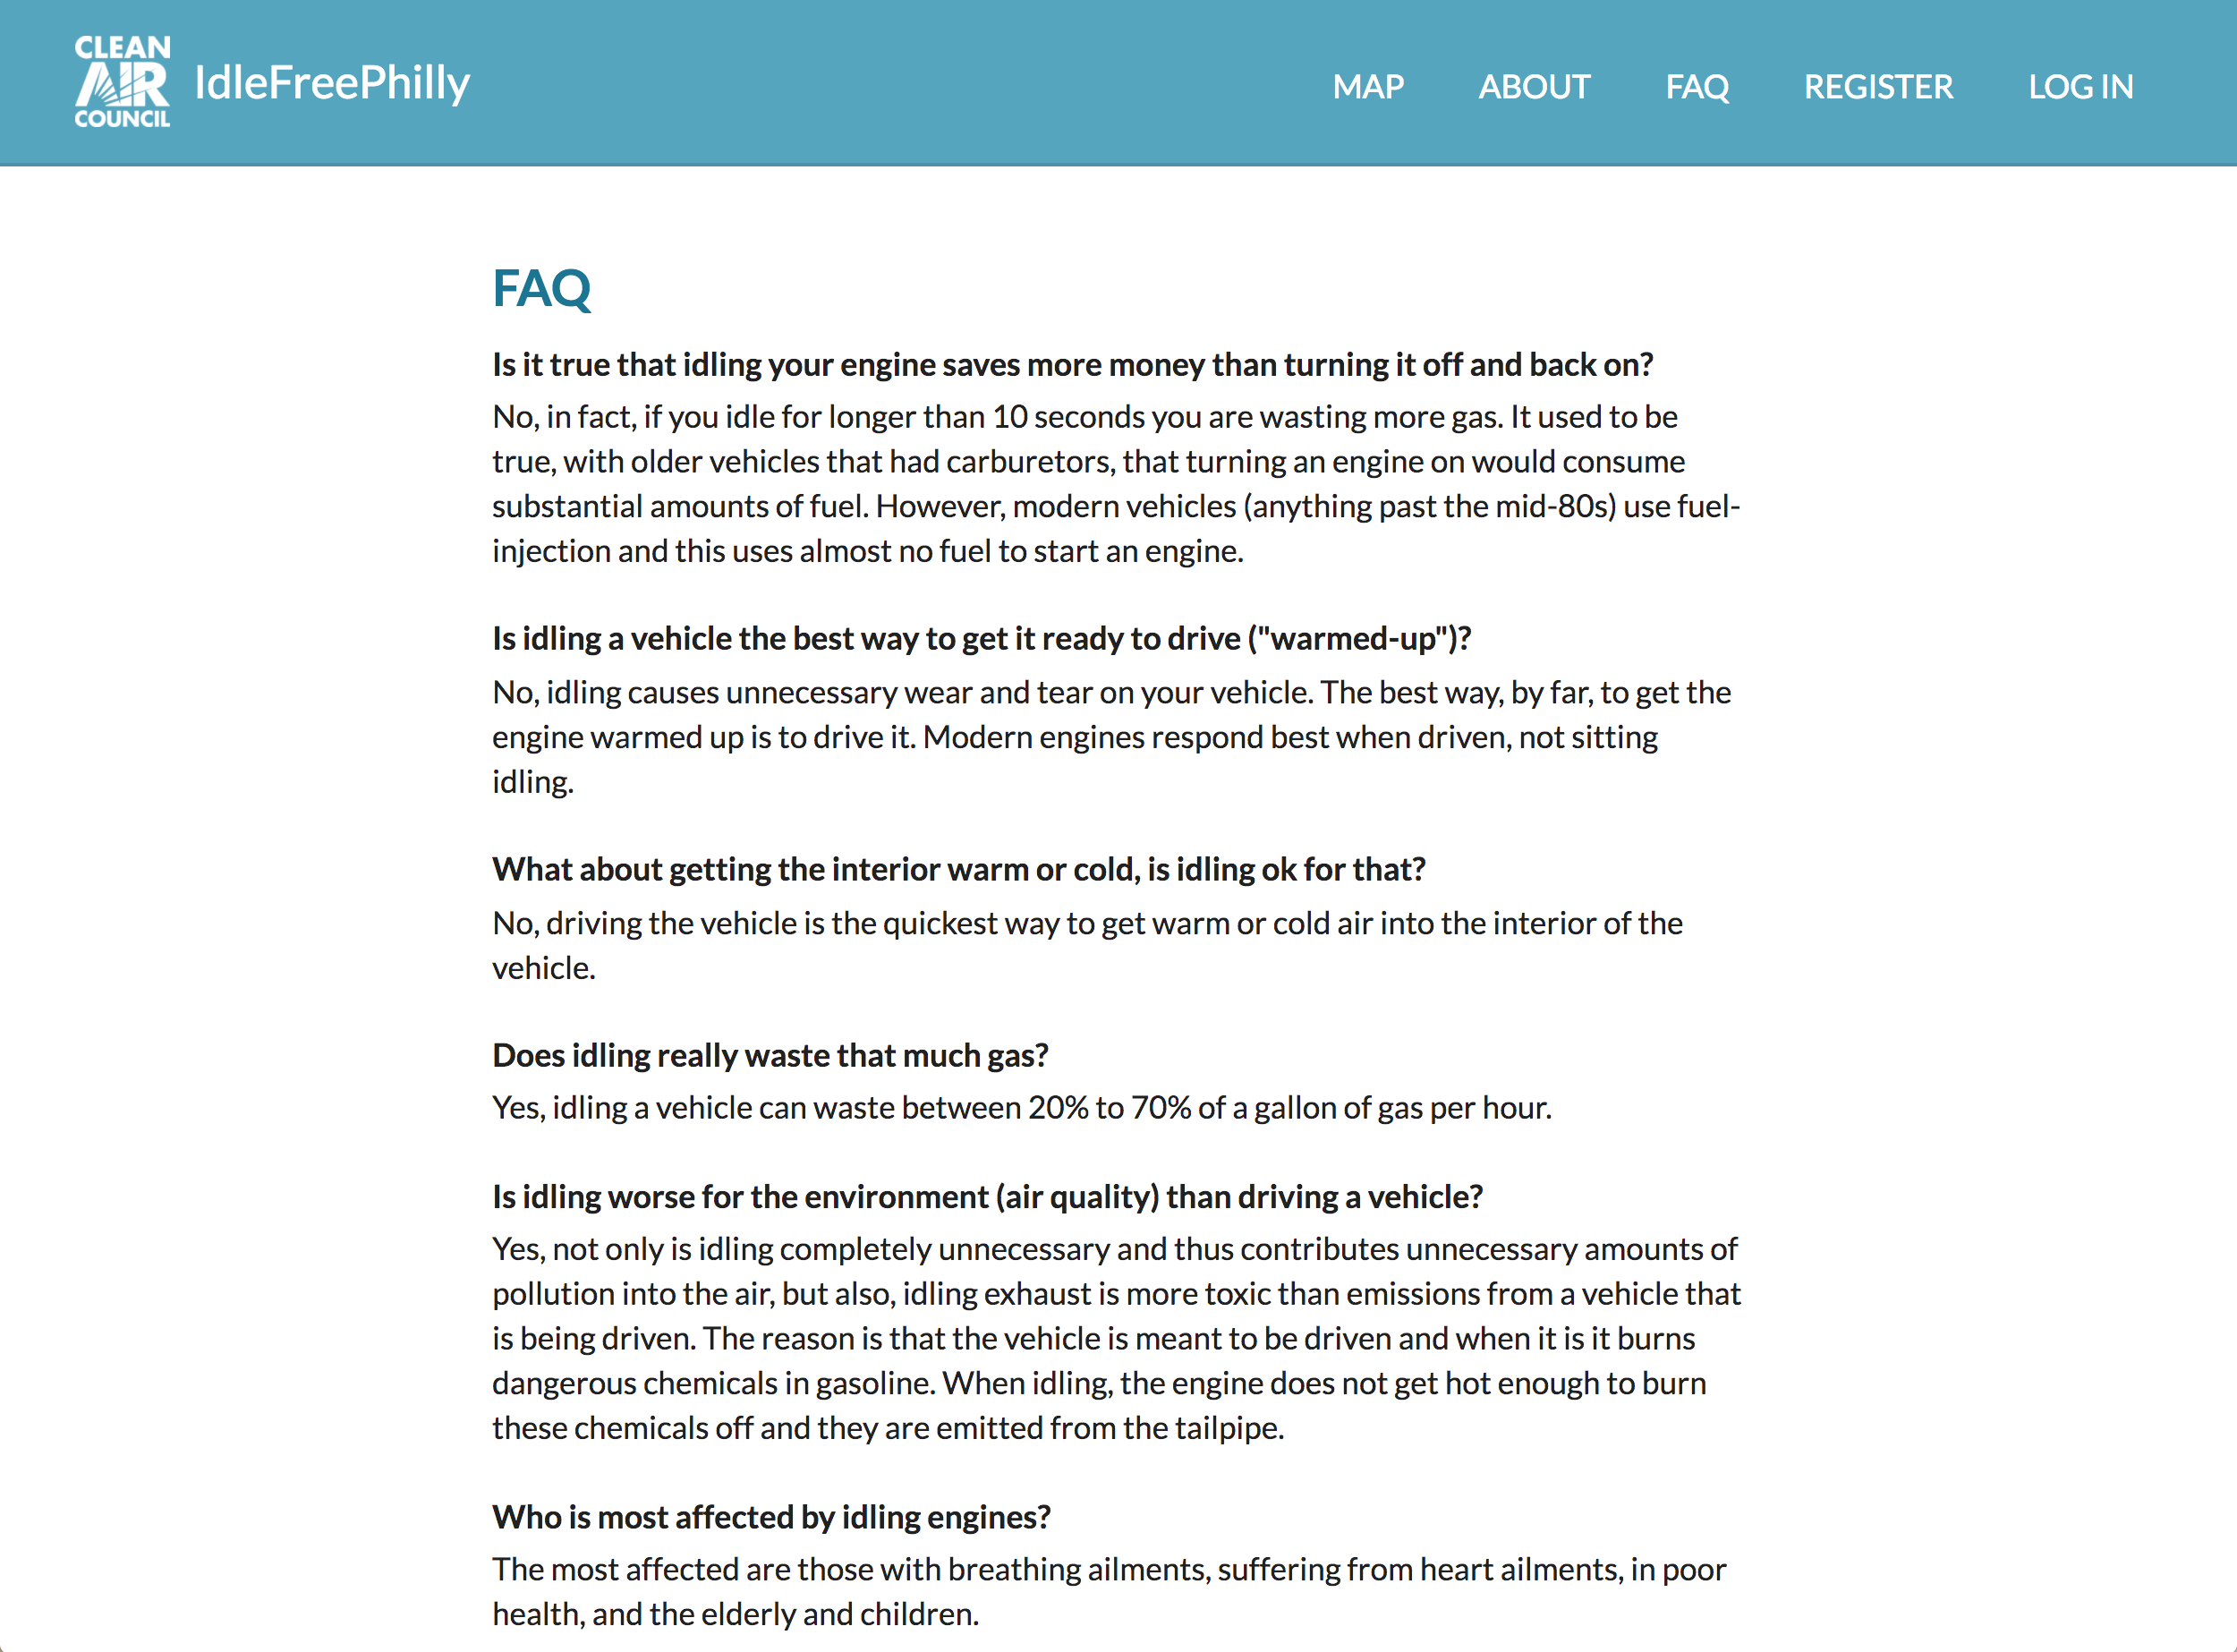 CLEAN
AIR
COUNCIL
IdleFreePhilly
MAP ABOUT FAQ REGISTER LOG IN
FAQ
Is it true that idling your engine saves more money than turning it off and back on?
No, in fact, if you idle for longer than 10 seconds you are wasting more gas. It used to be
true, with older vehicles that had carburetors, that turning an engine on would consume
substantial amounts of fuel. However, modern vehicles (anything past the mid-80s) use fuel-
injection and this uses almost no fuel to start an engine.
Is idling a vehicle the best way to get it ready to drive ("warmed-up")?
No, idling causes unnecessary wear and tear on your vehicle. The best way, by far, to get the
engine warmed up is to drive it. Modern engines respond best when driven, not sitting
idling.
What about getting the interior warm or cold, is idling ok for that?
No, driving the vehicle is the quickest way to get warm or cold air into the interior of the
vehicle.
Does idling really waste that much gas?
Yes, idling a vehicle can waste between 20% to 70% of a gallon of gas per hour.
Is idling worse for the environment (air quality) than driving a vehicle?
Yes, not only is idling completely unnecessary and thus contributes unnecessary amounts of
pollution into the air, but also, idling exhaust is more toxic than emissions from a vehicle that
is being driven. The reason is that the vehicle is meant to be driven and when it is it burns
dangerous chemicals in gasoline. When idling, the engine does not get hot enough to burn
these chemicals off and they are emitted from the tailpipe.
Who is most affected by idling engines?
The most affected are those with breathing ailments, suffering from heart ailments, in poor
health, and the elderly and children.